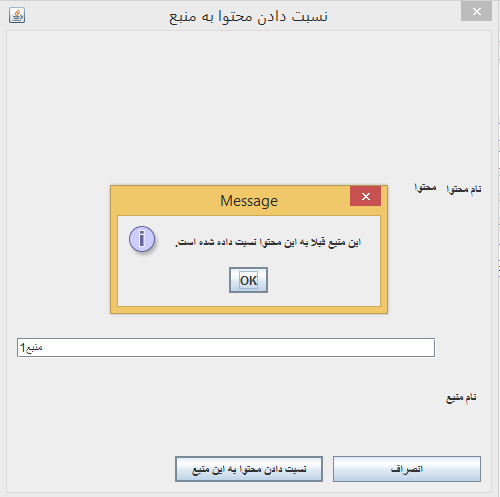 نسبت دادن محتوا به منبع
نام محتوا
محتوا
Message
این منبع قبلا به این محتوا نسبت داده شده است.
OK
منبع1
نام منبع
نسبت دادن محتوا به این منبع
انصراف